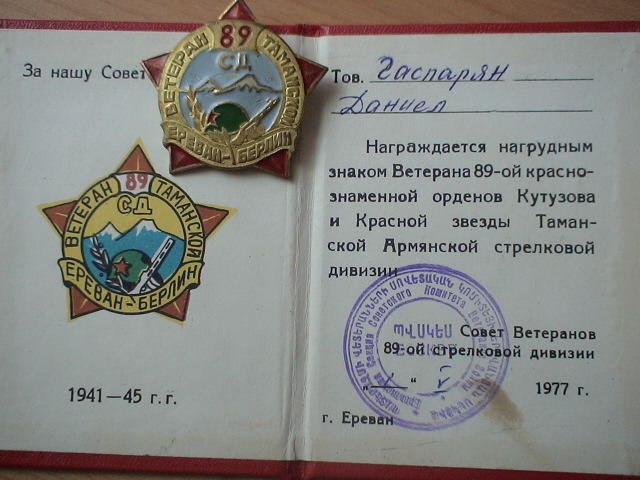 За нашу Совет
ВЕТЕРАН 89 ТАМАНСКОЙ
СД
ЕРЕВАН-БЕРЛИН
ВЕТЕРАН 89 ТАМАНСКОЙ
СД
ЕРЕВАН-БЕРЛИН
1941—45 г. г.
Тов. Гаспарян
Даниел
Награждается нагрудным
знаком Ветерана 89-ой красно-
знаменной орденов Кутузова
и Красной звезды Таман-
ской Армянской стрелковой
дивизии
Совет Ветеранов
89-ой стрелковой дивизии
" " V 1977 г.
г. Ереван